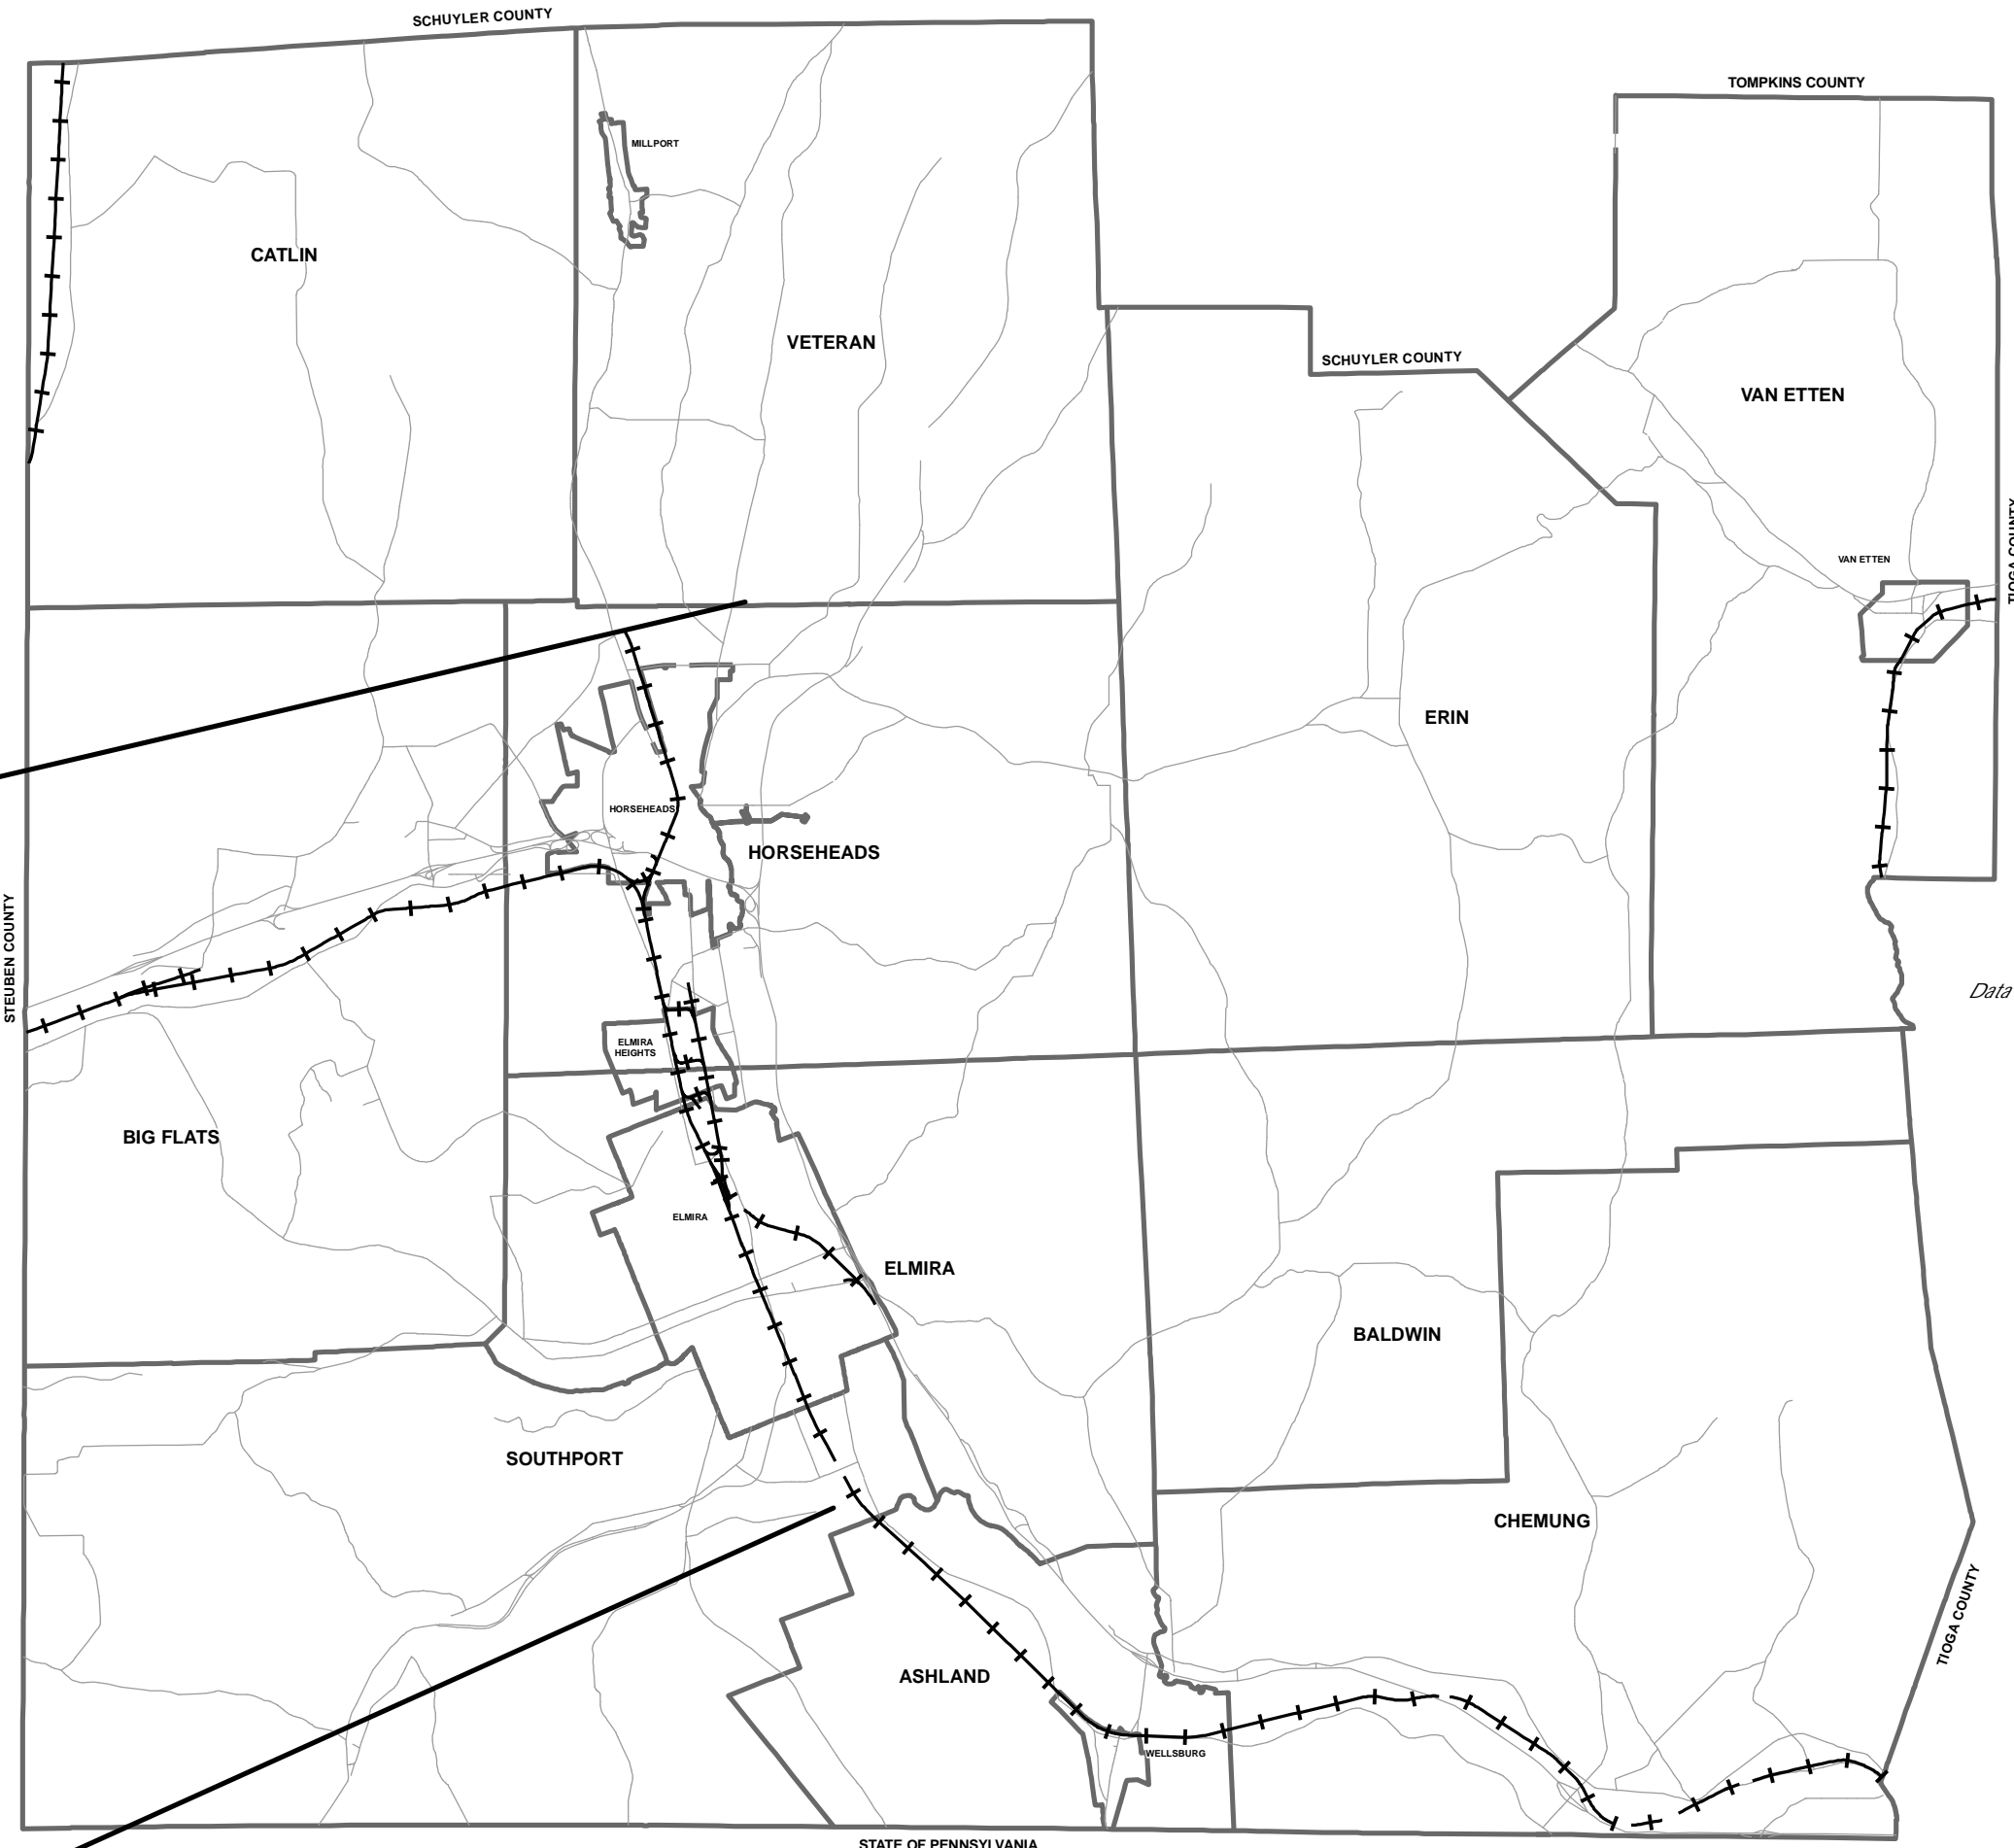 SCHUYLER COUNTY
TOMPKINS COUNTY
MILLPORT
CATLIN
VETERAN
SCHUYLER COUNTY
VAN ETTEN
VAN ETTEN
TIOGA COUNTY
ERIN
HORSEHEADS
HORSEHEADS
STEUBEN COUNTY
Data
ELMIRA
HEIGHTS
BIG FLATS
ELMIRA
ELMIRA
BALDWIN
SOUTHPORT
CHEMUNG
TIOGA COUNTY
ASHLAND
WELLSBURG
STATE OF PENNSYLVANIA